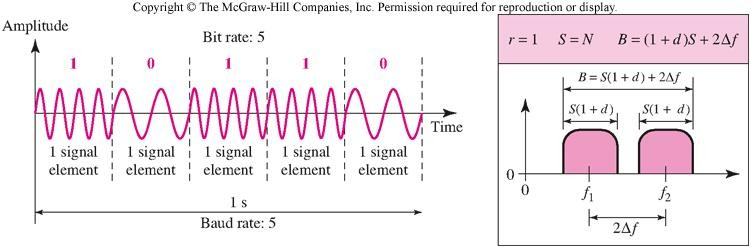 Copyright © The McGraw-Hill Companies, Inc. Permission required for reproduction or display.
Amplitude
Bit rate: 5
1 0 1 1 0
Time
1 signal element
1 signal element
1 signal element
1 signal element
1 signal element
1 s
Baud rate: 5
r = 1 S = N B = (1 + d)S + 2Δf
B = S(1 + d) + 2Δf
S(1 + d) S(1 + d)
0
0 f₁ f₂
2Δf